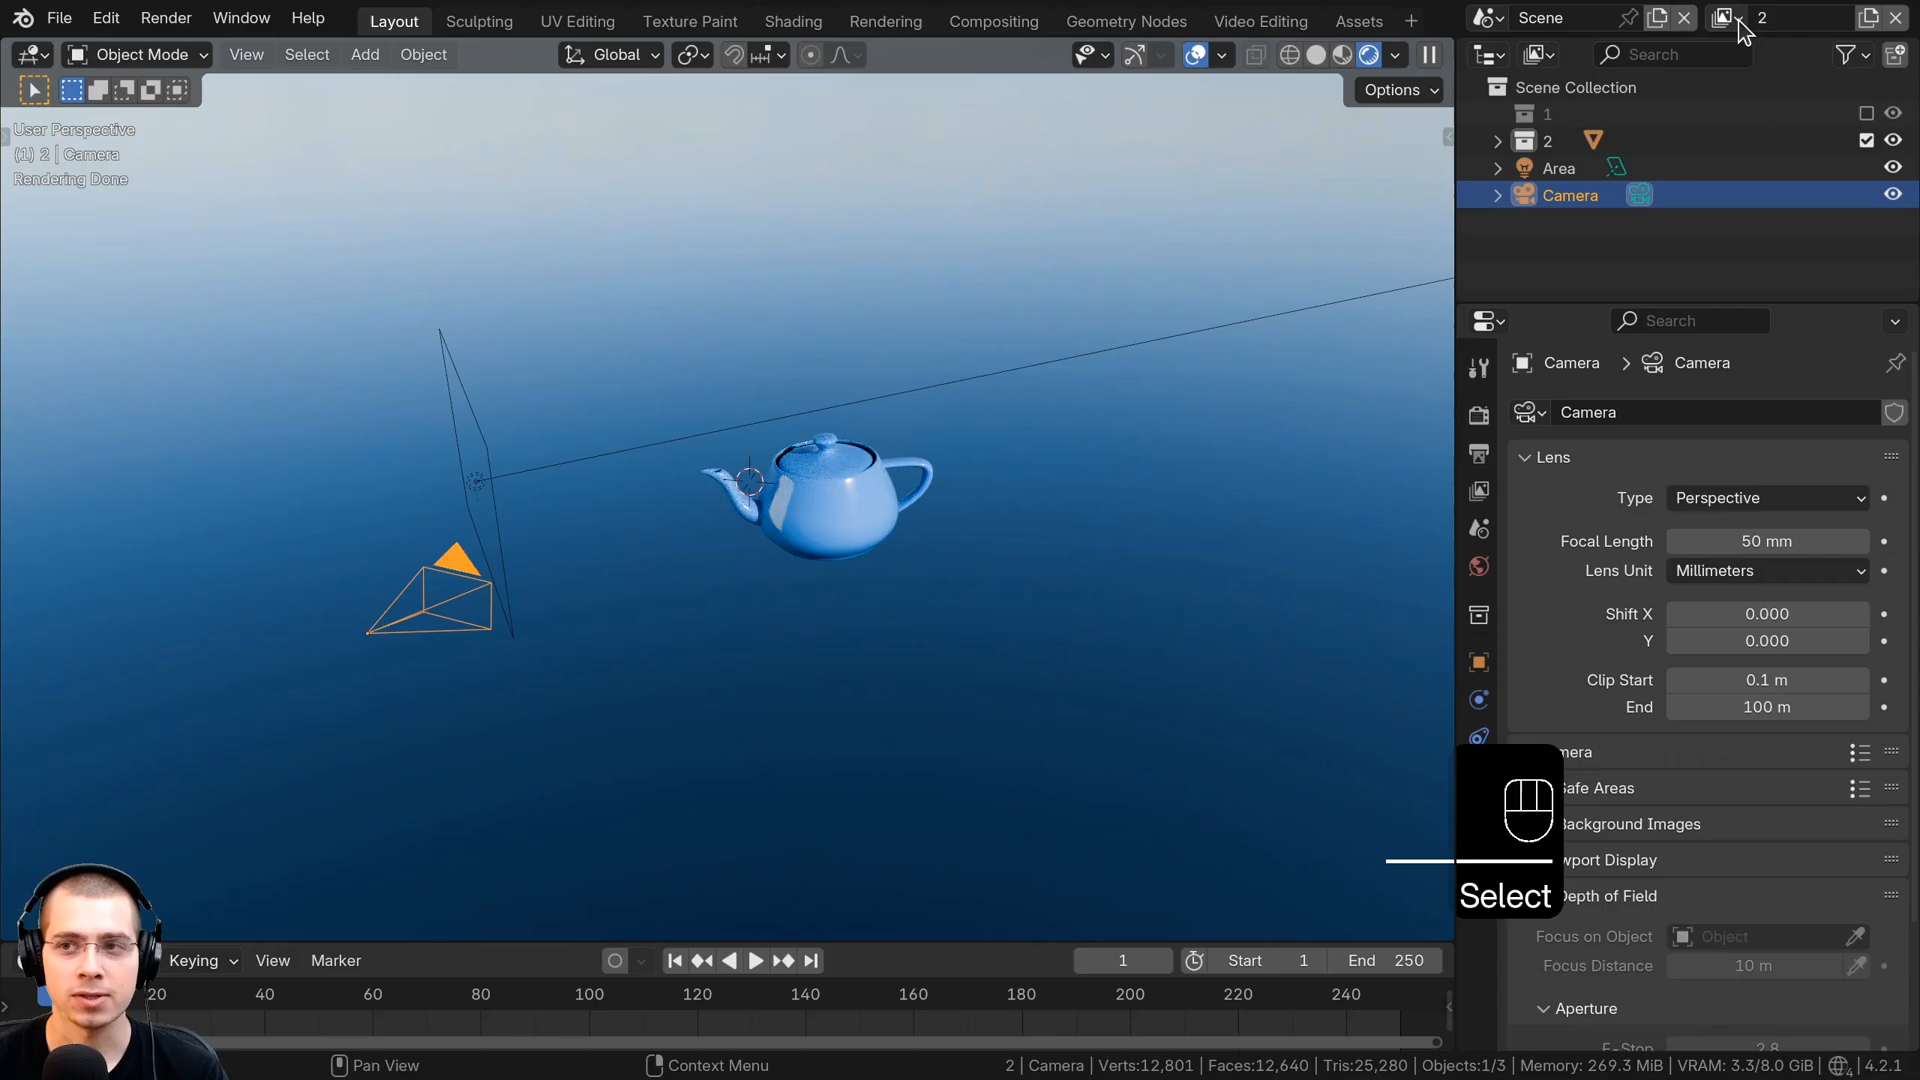 File Edit Render Window Help Layout Sculpting UV Editing Texture Paint Shading Rendering Compositing Geometry Nodes Video Editing Assets + Scene 2
Object Mode View Select Add Object Global Search
Options
User Perspective
(1) 2 | Camera
Rendering Done
Scene Collection
1
2
Area
Camera
Search
Camera > Camera
Camera
Lens
Type Perspective
Focal Length 50 mm
Lens Unit Millimeters
Shift X 0.000
Y 0.000
Clip Start 0.1 m
End 100 m
mera
Safe Areas
Background Images
wport Display
Depth of Field
Select
Focus on Object Object
Focus Distance 10 m
Aperture
F-Stop 2.8
Keying View Marker 1 Start 1 End 250
20 40 60 80 100 120 140 160 180 200 220 240
Pan View Context Menu 2 | Camera | Verts:12,801 | Faces:12,640 | Tris:25,280 | Objects:1/3 | Memory: 269.3 MiB | VRAM: 3.3/8.0 GiB | 4 4.2.1